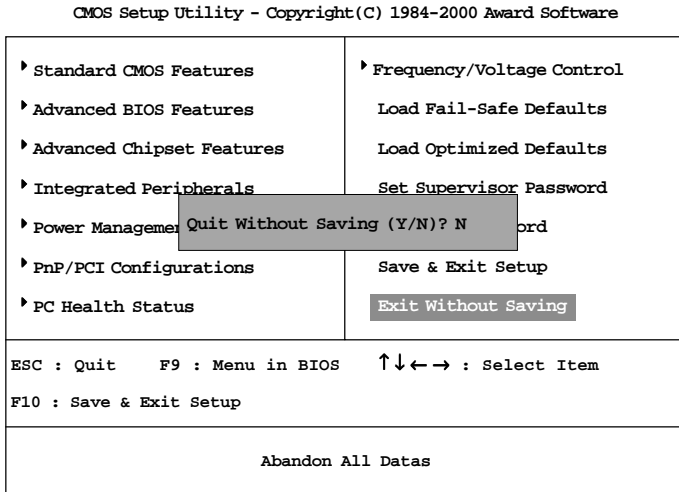 CMOS Setup Utility - Copyright(C) 1984-2000 Award Software
Standard CMOS Features
Advanced BIOS Features
Advanced Chipset Features
Integrated Peripherals
Power Managemen
PnP/PCI Configurations
PC Health Status
Frequency/Voltage Control
Load Fail-Safe Defaults
Load Optimized Defaults
Set Supervisor Password
ord
Save & Exit Setup
Exit Without Saving
Quit Without Saving (Y/N)? N
ESC : Quit F9 : Menu in BIOS ↑↓←→ : Select Item
F10 : Save & Exit Setup
Abandon All Datas